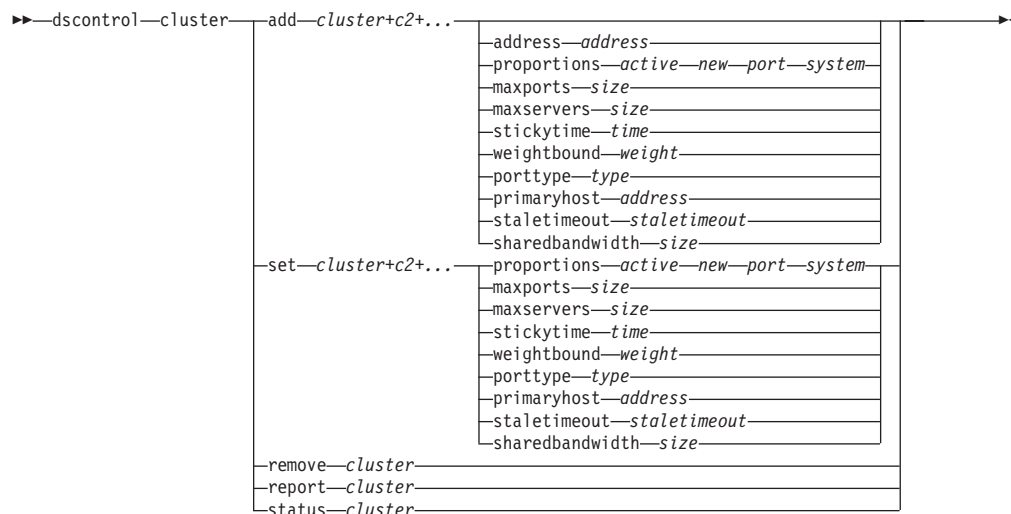 dscontrol cluster add cluster+c2+...
address address
proportions active new port system
maxports size
maxservers size
stickytime time
weightbound weight
porttype type
primaryhost address
staletimeout staletimeout
sharedbandwidth size
set cluster+c2+... proportions active new port system
maxports size
maxservers size
stickytime time
weightbound weight
porttype type
primaryhost address
staletimeout staletimeout
sharedbandwidth size
remove cluster
report cluster
status cluster